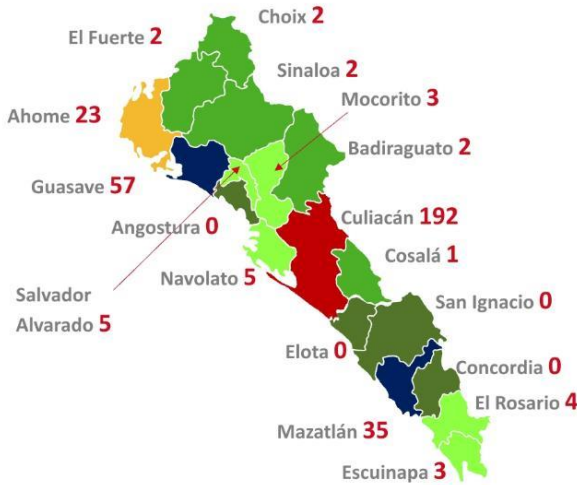 Choix 2
El Fuerte 2
Sinaloa 2
Mocorito 3
Ahome 23
Badiraguato 2
Guasave 57
Angostura 0
Culiacán 192
Cosalá 1
Navolato 5
Salvador
Alvarado 5
San Ignacio 0
Elota 0
Concordia 0
El Rosario 4
Mazatlán 35
Escuinapa 3